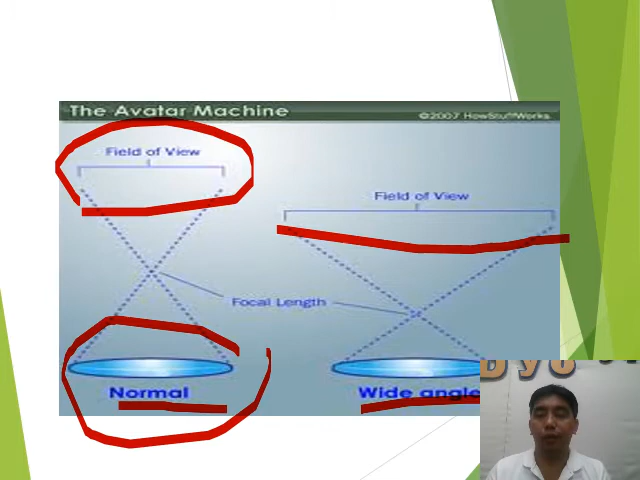 The Avatar Machine
©2007 HowStuffWorks
Field of View
Field of View
Focal Length
Normal
Wide angle